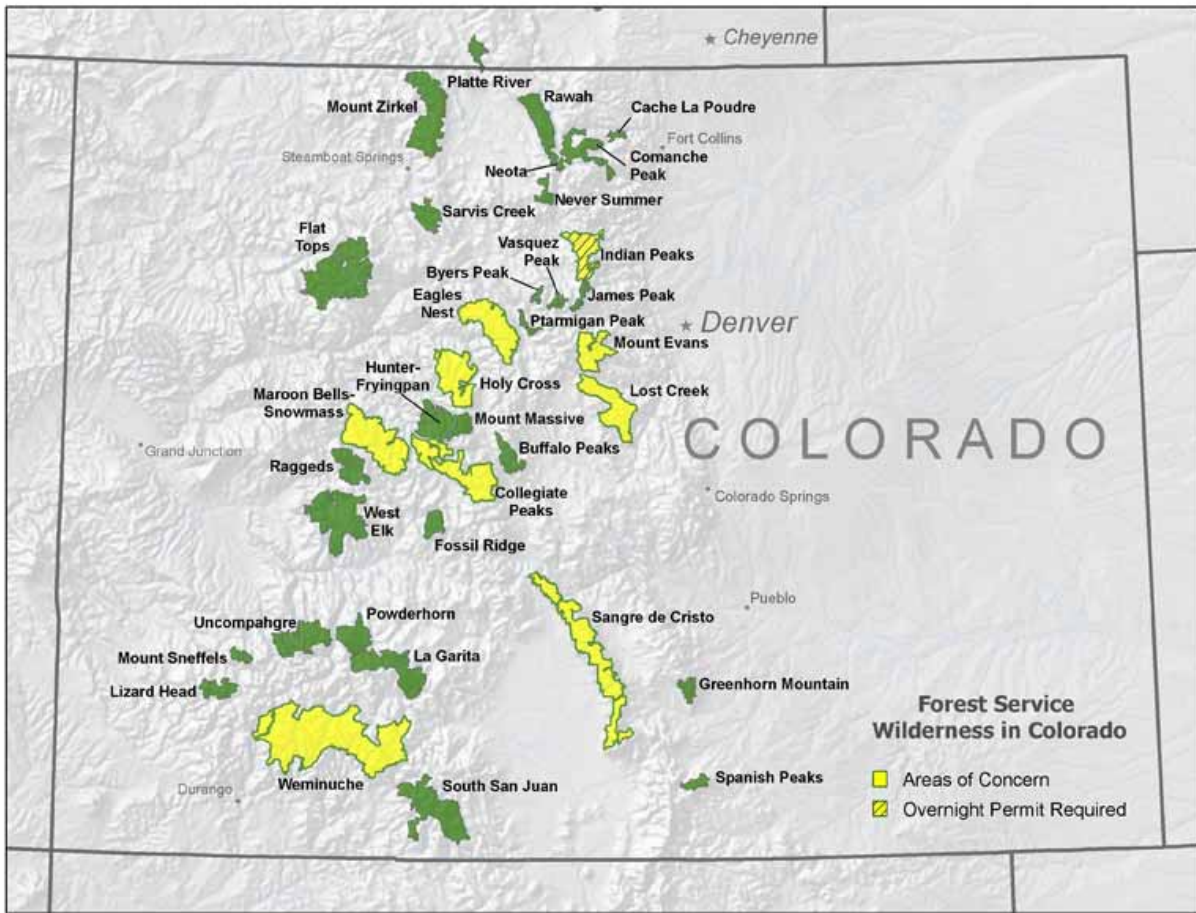 Cheyenne
Platte River
Mount Zirkel
Rawah
Cache La Poudre
Fort Collins
Steamboat Springs
Comanche
Peak
Neota
Never Summer
Sarvis Creek
Flat
Tops
Vasquez
Peak
Indian Peaks
Byers Peak
Eagles
Nest
James Peak
Ptarmigan Peak
Denver
Mount Evans
Hunter-
Fryingpan
Holy Cross
Lost Creek
Maroon Bells-
Snowmass
Mount Massive
COLORADO
Grand Junction
Buffalo Peaks
Raggeds
Collegiate
Peaks
Colorado Springs
West
Elk
Fossil Ridge
Pueblo
Sangre de Cristo
Powderhorn
Uncompahgre
Mount Sneffels
La Garita
Lizard Head
Greenhorn Mountain
Forest Service
Wilderness in Colorado
Weminuche
South San Juan
Spanish Peaks
Areas of Concern
Durango
Overnight Permit Required